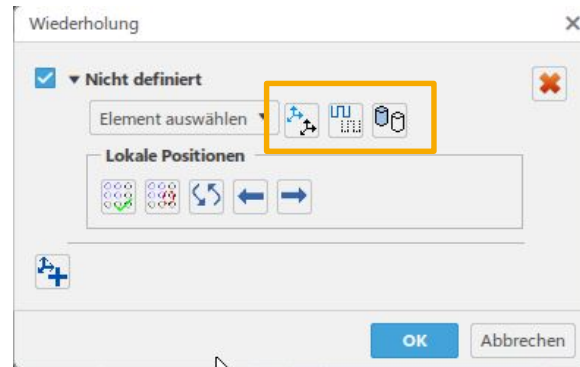 Wiederholung
Nicht definiert
Element auswählen
Lokale Positionen
OK
Abbrechen